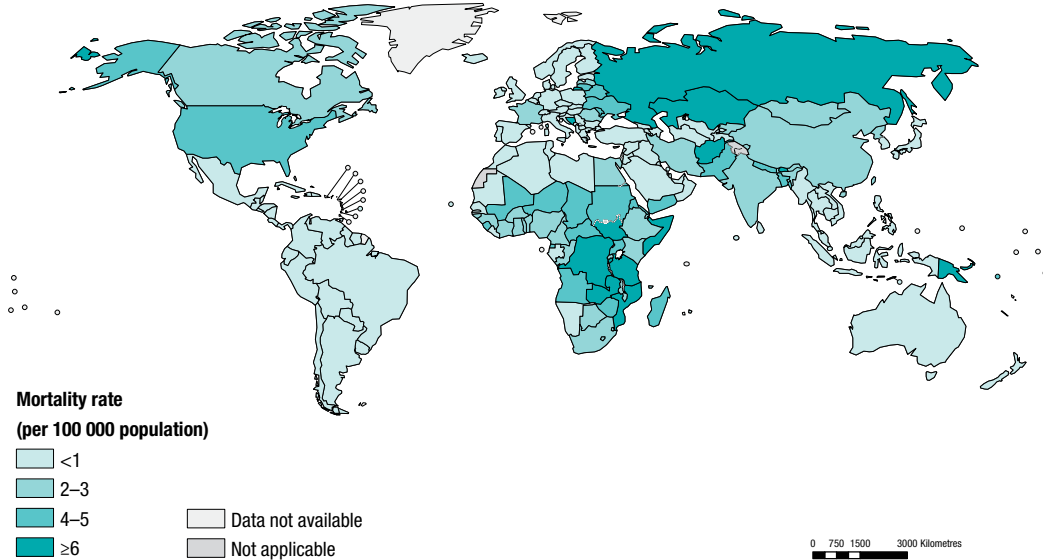 Mortality rate
(per 100 000 population)
<1
2–3
4–5
≥6
Data not available
Not applicable
0 750 1500 3000 Kilometres